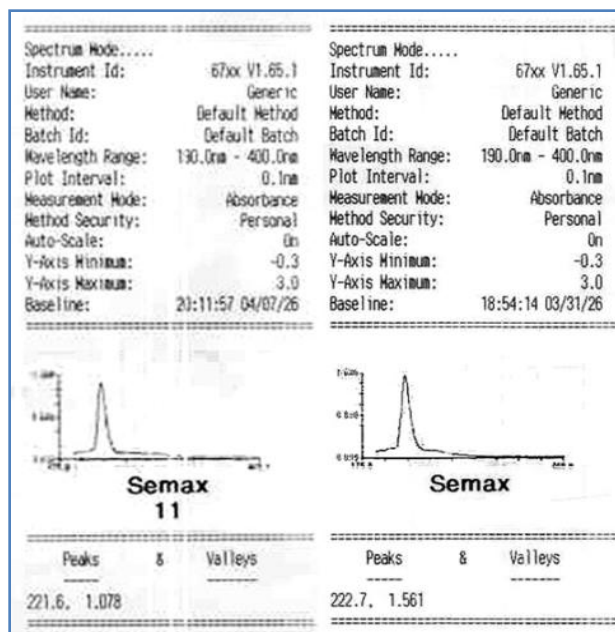 Spectrum Mode.....
Instrument Id: 67xx V1.65.1
User Name: Generic
Method: Default Method
Batch Id: Default Batch
Wavelength Range: 190.0nm - 400.0nm
Plot Interval: 0.1nm
Measurement Mode: Absorbance
Method Security: Personal
Auto-Scale: On
Y-Axis Minimum: -0.3
Y-Axis Maximum: 3.0
Baseline: 20:11:57 04/07/26
Semax
11
Peaks & Valleys
221.6, 1.078
Spectrum Mode.....
Instrument Id: 67xx V1.65.1
User Name: Generic
Method: Default Method
Batch Id: Default Batch
Wavelength Range: 190.0nm - 400.0nm
Plot Interval: 0.1nm
Measurement Mode: Absorbance
Method Security: Personal
Auto-Scale: On
Y-Axis Minimum: -0.3
Y-Axis Maximum: 3.0
Baseline: 18:54:14 03/31/26
Semax
Peaks & Valleys
222.7, 1.561